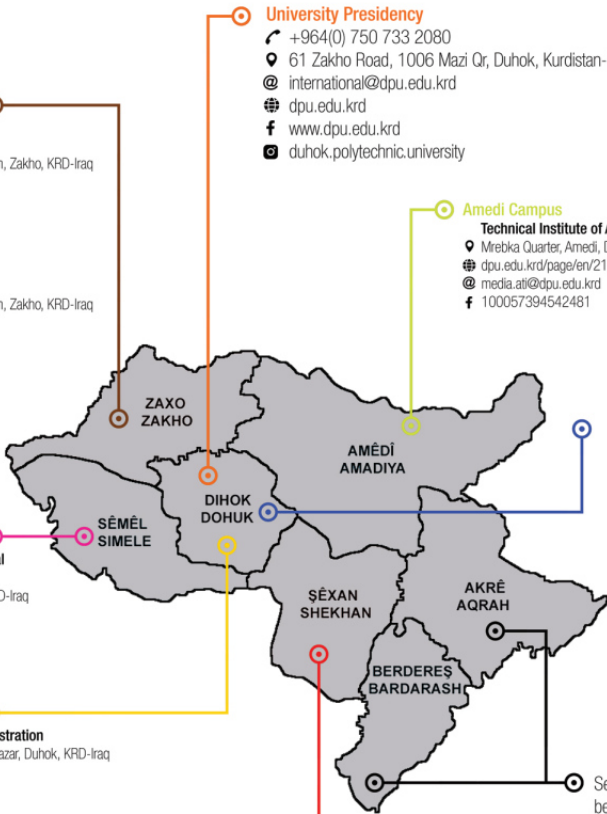 University Presidency
+964(0) 750 733 2080
61 Zakho Road, 1006 Mazi Qr, Duhok, Kurdistan-
international@dpu.edu.krd
dpu.edu.krd
www.dpu.edu.krd
duhok.polytechnic.university
Zakho, KRD-Iraq
Amedi Campus
Technical Institute of
Mrebka Quarter, Amedi,
dpu.edu.krd/page/en/21
media.ati@dpu.edu.krd
100057394542481
Zakho, KRD-Iraq
ZAXO
ZAKHO
AMÊDÎ
AMADIYA
DIHOK
DOHUK
SÊMÊL
SIMELE
ŞÊXAN
SHEKHAN
AKRÊ
AQRAH
BERDEREŞ
BARDARASH
D-Iraq
stration
azar, Duhok, KRD-Iraq
Se
be